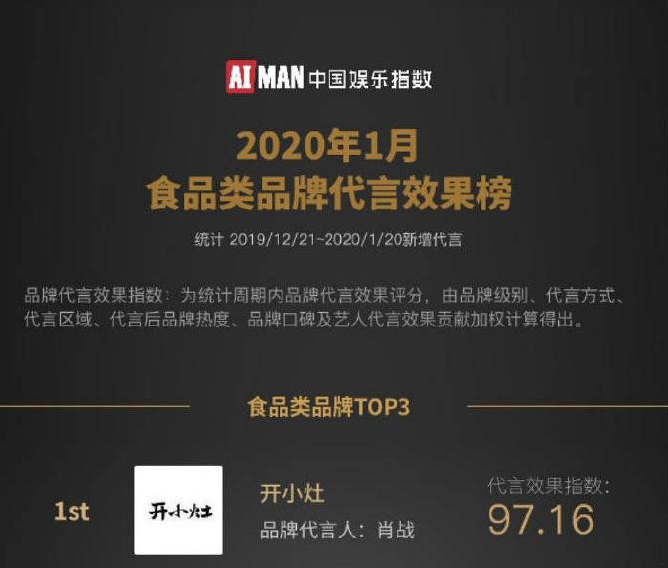 AI MAN 中国娱乐指数
2020年1月
食品类品牌代言效果榜
统计 2019/12/21~2020/1/20新增代言
品牌代言效果指数：为统计周期内品牌代言效果评分，由品牌级别、代言方式、
代言区域、代言后品牌热度、品牌口碑及艺人代言效果贡献加权计算得出。
食品类品牌TOP3
1st
开小灶
开小灶
品牌代言人：肖战
代言效果指数：
97.16